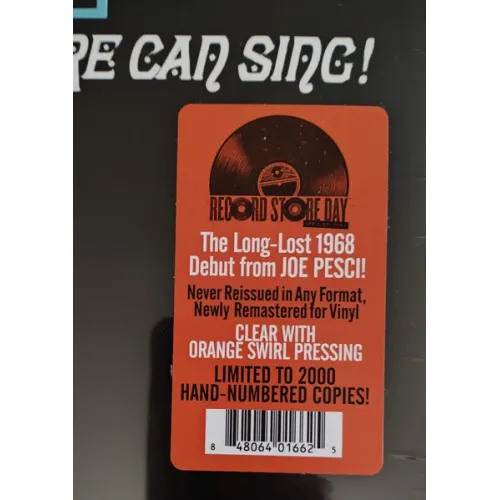 RE CAN SING!
RECORD STORE DAY
The Long-Lost 1968
Debut from JOE PESCI!
Never Reissued in Any Format,
Newly Remastered for Vinyl
CLEAR WITH
ORANGE SWIRL PRESSING
LIMITED TO 2000
HAND-NUMBERED COPIES!
8 48064 01662 5